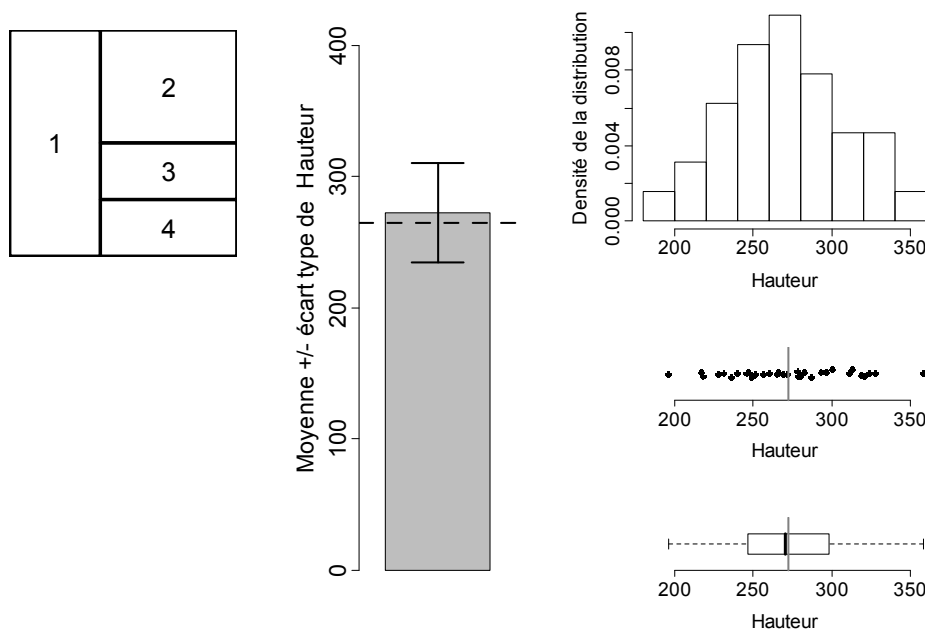 1
2
3
4
Moyenne +/- écart type de Hauteur
0
100
200
300
400
Densité de la distribution
0.000
0.004
0.008
200 250 300 350
Hauteur
200 250 300 350
Hauteur
200 250 300 350
Hauteur